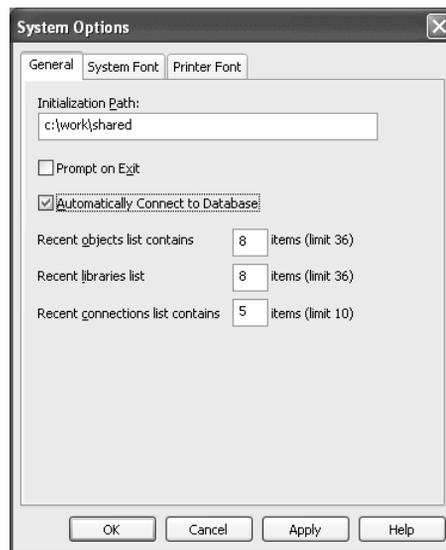 System Options
General System Font Printer Font
Initialization Path:
c:\work\shared
Prompt on Exit
Automatically Connect to Database
Recent objects list contains 8 items (limit 36)
Recent libraries list 8 items (limit 36)
Recent connections list contains 5 items (limit 10)
OK Cancel Apply Help